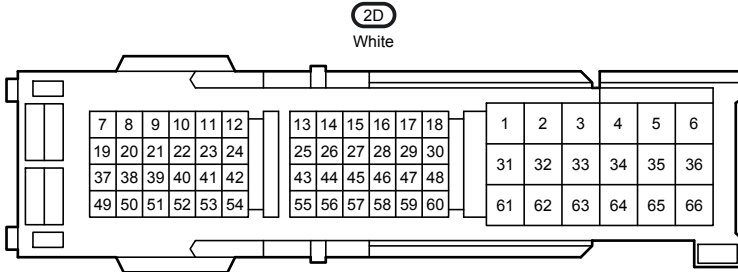 2D
White
7 8 9 10 11 12 13 14 15 16 17 18 1 2 3 4 5 6
19 20 21 22 23 24 25 26 27 28 29 30 31 32 33 34 35 36
37 38 39 40 41 42 43 44 45 46 47 48
49 50 51 52 53 54 55 56 57 58 59 60 61 62 63 64 65 66